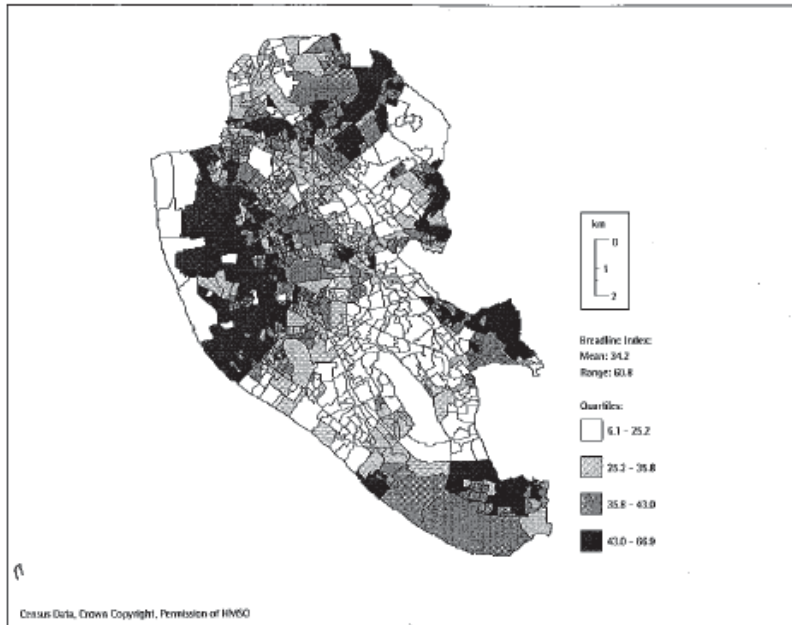 km
0
1
2
Breadline Index:
Mean: 34.2
Range: 60.8
Quartiles:
6.1 - 25.2
25.2 - 35.8
35.8 - 43.0
43.0 - 66.9
Census Data, Crown Copyright, Permission of HMSO